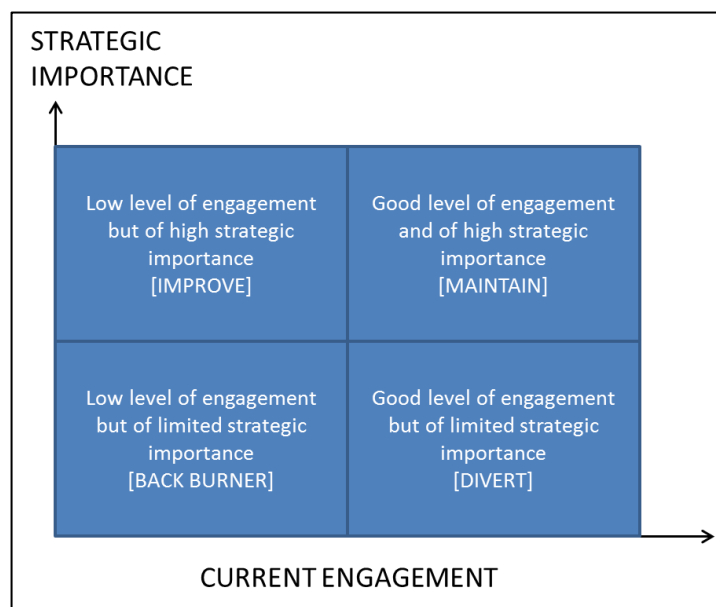 STRATEGIC
IMPORTANCE
Low level of engagement
but of high strategic
importance
[IMPROVE]
Good level of engagement
and of high strategic
importance
[MAINTAIN]
Low level of engagement
but of limited strategic
importance
[BACK BURNER]
Good level of engagement
but of limited strategic
importance
[DIVERT]
CURRENT ENGAGEMENT